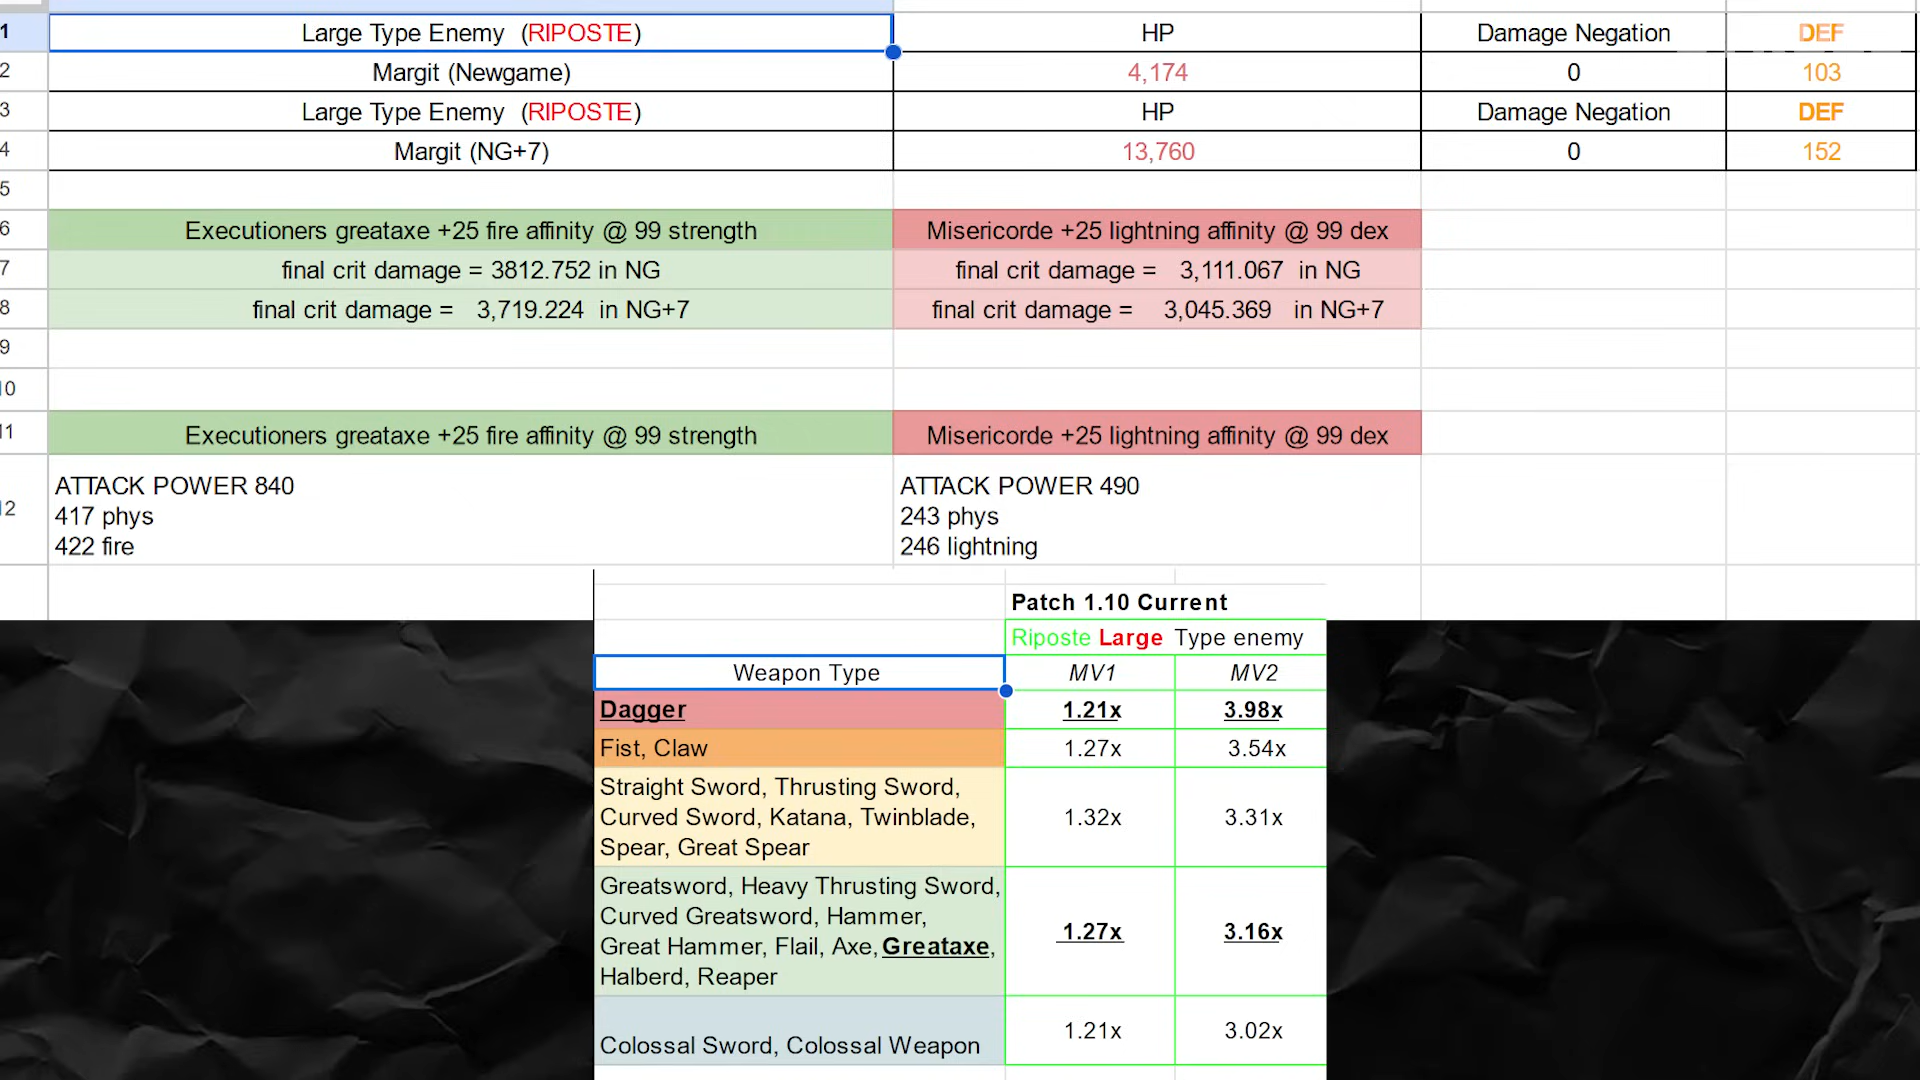 1 Large Type Enemy (RIPOSTE) HP Damage Negation DEF
2 Margit (Newgame) 4,174 0 103
3 Large Type Enemy (RIPOSTE) HP Damage Negation DEF
4 Margit (NG+7) 13,760 0 152
5
6 Executioners greataxe +25 fire affinity @ 99 strength Misericorde +25 lightning affinity @ 99 dex
7 final crit damage = 3812.752 in NG final crit damage = 3,111.067 in NG
8 final crit damage = 3,719.224 in NG+7 final crit damage = 3,045.369 in NG+7
9
10
11 Executioners greataxe +25 fire affinity @ 99 strength Misericorde +25 lightning affinity @ 99 dex
12
ATTACK POWER 840
417 phys
422 fire
ATTACK POWER 490
243 phys
246 lightning
Patch 1.10 Current
Riposte Large Type enemy
Weapon Type MV1 MV2
Dagger 1.21x 3.98x
Fist, Claw 1.27x 3.54x
Straight Sword, Thrusting Sword,
Curved Sword, Katana, Twinblade,
Spear, Great Spear
1.32x 3.31x
Greatsword, Heavy Thrusting Sword,
Curved Greatsword, Hammer,
Great Hammer, Flail, Axe, Greataxe,
Halberd, Reaper
1.27x 3.16x
Colossal Sword, Colossal Weapon
1.21x 3.02x